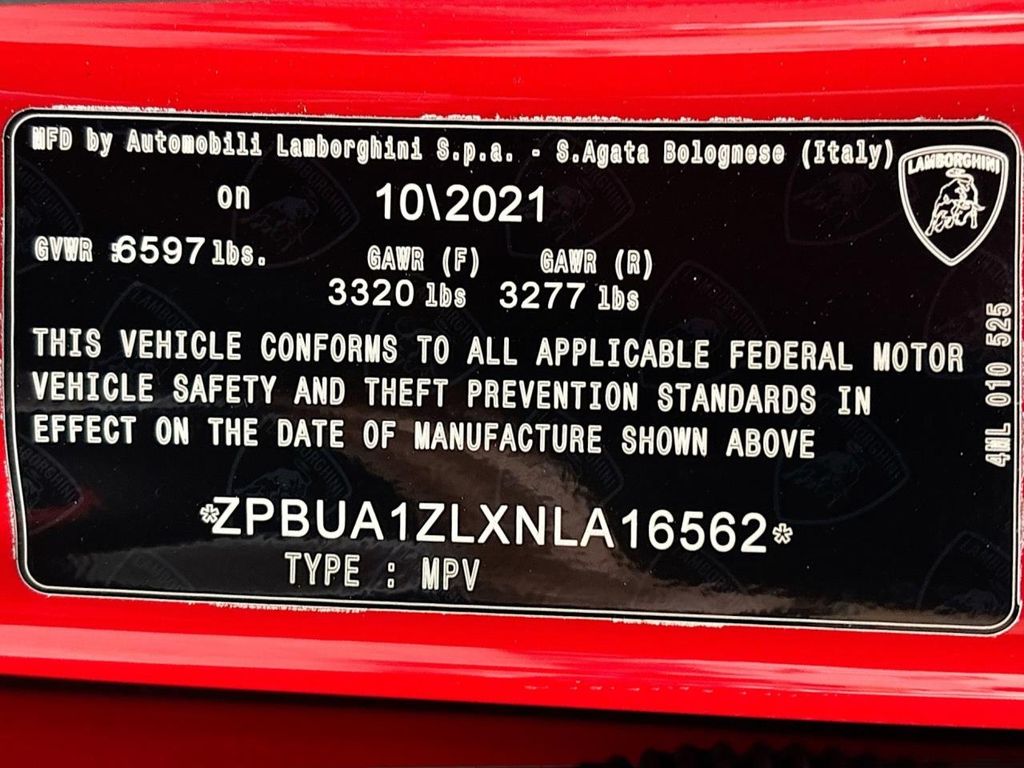 MFD by Automobili Lamborghini S.p.a. - S.Agata Bolognese (Italy)
LAMBORGHINI
on 10\2021
GVWR :6597 lbs. GAWR (F) GAWR (R)
3320 lbs 3277 lbs
THIS VEHICLE CONFORMS TO ALL APPLICABLE FEDERAL MOTOR
VEHICLE SAFETY AND THEFT PREVENTION STANDARDS IN
EFFECT ON THE DATE OF MANUFACTURE SHOWN ABOVE
*ZPBUA1ZLXNLA16562*
TYPE : MPV
4ML 010 525